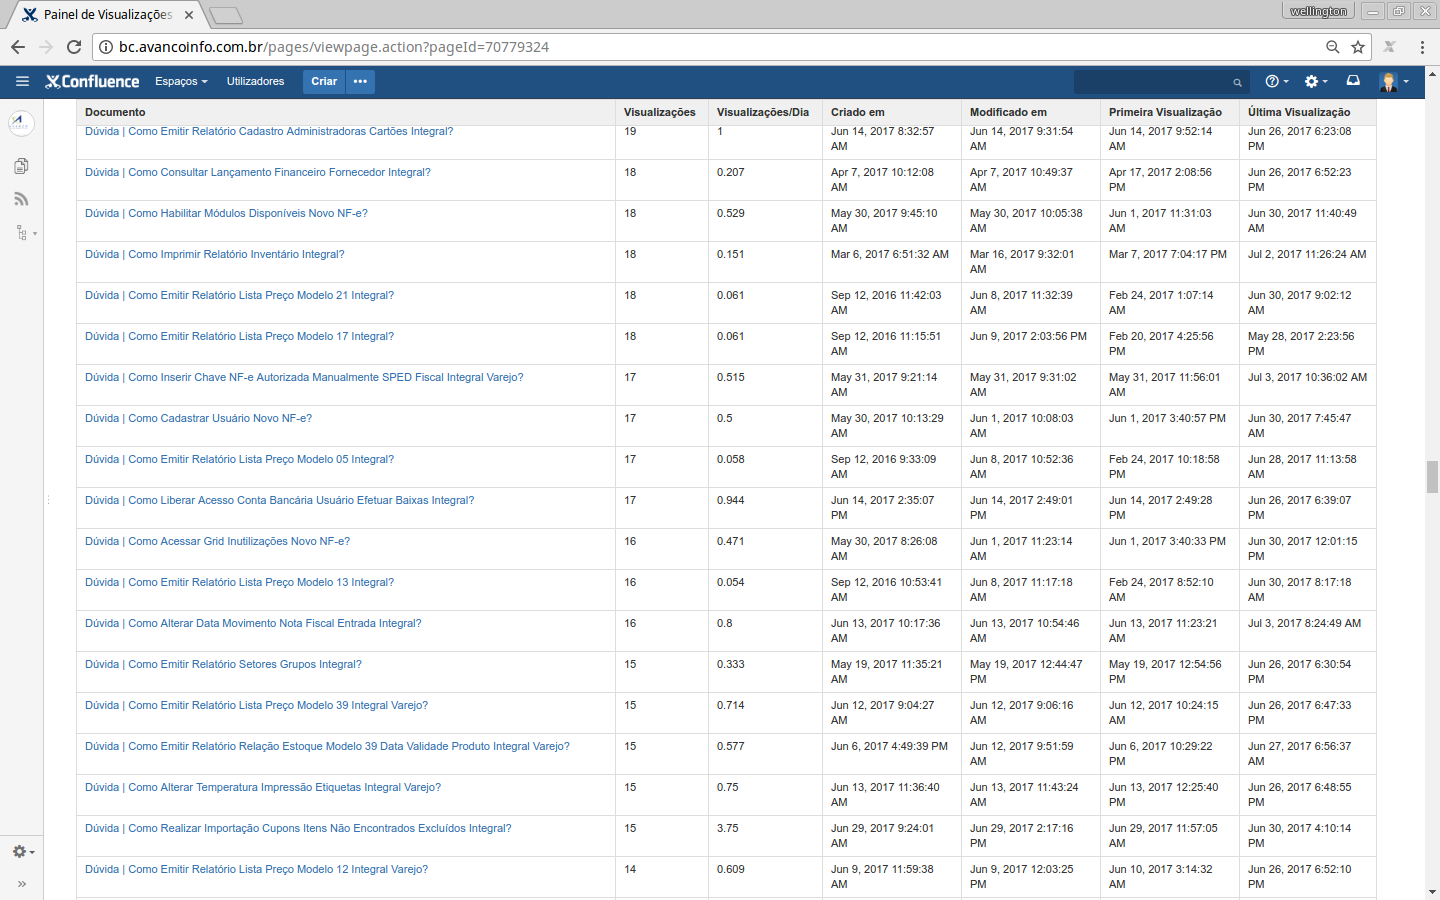 Painel de Visualizações
wellington
bc.avancoinfo.com.br/pages/viewpage.action?pageId=70779324
Confluence Espaços Utilizadores Criar •••
Documento Visualizações Visualizações/Dia Criado em Modificado em Primeira Visualização Última Visualização
Dúvida | Como Emitir Relatório Cadastro Administradoras Cartões Integral? 19 1 Jun 14, 2017 8:32:57 Jun 14, 2017 9:31:54 Jun 14, 2017 9:52:14 Jun 26, 2017 6:23:08
AM AM AM PM
Dúvida | Como Consultar Lançamento Financeiro Fornecedor Integral? 18 0.207 Apr 7, 2017 10:12:08 Apr 7, 2017 10:49:37 Apr 17, 2017 2:08:56 Jun 26, 2017 6:52:23
AM AM PM PM
Dúvida | Como Habilitar Módulos Disponíveis Novo NF-e? 18 0.529 May 30, 2017 9:45:10 May 30, 2017 10:05:38 Jun 1, 2017 11:31:03 Jun 30, 2017 11:40:49
AM AM AM AM
Dúvida | Como Imprimir Relatório Inventário Integral? 18 0.151 Mar 6, 2017 6:51:32 AM Mar 16, 2017 9:32:01 Mar 7, 2017 7:04:17 PM Jul 2, 2017 11:26:24 AM
AM
Dúvida | Como Emitir Relatório Lista Preço Modelo 21 Integral? 18 0.061 Sep 12, 2016 11:42:03 Jun 8, 2017 11:32:39 Feb 24, 2017 1:07:14 Jun 30, 2017 9:02:12
AM AM AM AM
Dúvida | Como Emitir Relatório Lista Preço Modelo 17 Integral? 18 0.061 Sep 12, 2016 11:15:51 Jun 9, 2017 2:03:56 PM Feb 20, 2017 4:25:56 May 28, 2017 2:23:56
AM PM PM
Dúvida | Como Inserir Chave NF-e Autorizada Manualmente SPED Fiscal Integral Varejo? 17 0.515 May 31, 2017 9:21:14 May 31, 2017 9:31:02 May 31, 2017 11:56:01 Jul 3, 2017 10:36:02 AM
AM AM AM
Dúvida | Como Cadastrar Usuário Novo NF-e? 17 0.5 May 30, 2017 10:13:29 Jun 1, 2017 10:08:03 Jun 1, 2017 3:40:57 PM Jun 30, 2017 7:45:47
AM AM AM
Dúvida | Como Emitir Relatório Lista Preço Modelo 05 Integral? 17 0.058 Sep 12, 2016 9:33:09 Jun 8, 2017 10:52:36 Feb 24, 2017 10:18:58 Jun 28, 2017 11:13:58
AM AM PM AM
Dúvida | Como Liberar Acesso Conta Bancária Usuário Efetuar Baixas Integral? 17 0.944 Jun 14, 2017 2:35:07 Jun 14, 2017 2:49:01 Jun 14, 2017 2:49:28 Jun 26, 2017 6:39:07
PM PM PM PM
Dúvida | Como Acessar Grid Inutilizações Novo NF-e? 16 0.471 May 30, 2017 8:26:08 Jun 1, 2017 11:23:14 Jun 1, 2017 3:40:33 PM Jun 30, 2017 12:01:15
AM AM PM
Dúvida | Como Emitir Relatório Lista Preço Modelo 13 Integral? 16 0.054 Sep 12, 2016 10:53:41 Jun 8, 2017 11:17:18 Feb 24, 2017 8:52:10 Jun 30, 2017 8:17:18
AM AM AM AM
Dúvida | Como Alterar Data Movimento Nota Fiscal Entrada Integral? 16 0.8 Jun 13, 2017 10:17:36 Jun 13, 2017 10:54:46 Jun 13, 2017 11:23:21 Jul 3, 2017 8:24:49 AM
AM AM AM
Dúvida | Como Emitir Relatório Setores Grupos Integral? 15 0.333 May 19, 2017 11:35:21 May 19, 2017 12:44:47 May 19, 2017 12:54:56 Jun 26, 2017 6:30:54
AM PM PM PM
Dúvida | Como Emitir Relatório Lista Preço Modelo 39 Integral Varejo? 15 0.714 Jun 12, 2017 9:04:27 Jun 12, 2017 9:06:16 Jun 12, 2017 10:24:15 Jun 26, 2017 6:47:33
AM AM AM PM
Dúvida | Como Emitir Relatório Relação Estoque Modelo 39 Data Validade Produto Integral Varejo? 15 0.577 Jun 6, 2017 4:49:39 PM Jun 12, 2017 9:51:59 Jun 6, 2017 10:29:22 Jun 27, 2017 6:56:37
AM PM AM
Dúvida | Como Alterar Temperatura Impressão Etiquetas Integral Varejo? 15 0.75 Jun 13, 2017 11:36:40 Jun 13, 2017 11:43:24 Jun 13, 2017 12:25:40 Jun 26, 2017 6:48:55
AM AM PM PM
Dúvida | Como Realizar Importação Cupons Itens Não Encontrados Excluídos Integral? 15 3.75 Jun 29, 2017 9:24:01 Jun 29, 2017 2:17:16 Jun 29, 2017 11:57:05 Jun 30, 2017 4:10:14
AM PM AM PM
Dúvida | Como Emitir Relatório Lista Preço Modelo 12 Integral Varejo? 14 0.609 Jun 9, 2017 11:59:38 Jun 9, 2017 12:03:25 Jun 10, 2017 3:14:32 Jun 26, 2017 6:52:10
AM PM AM PM